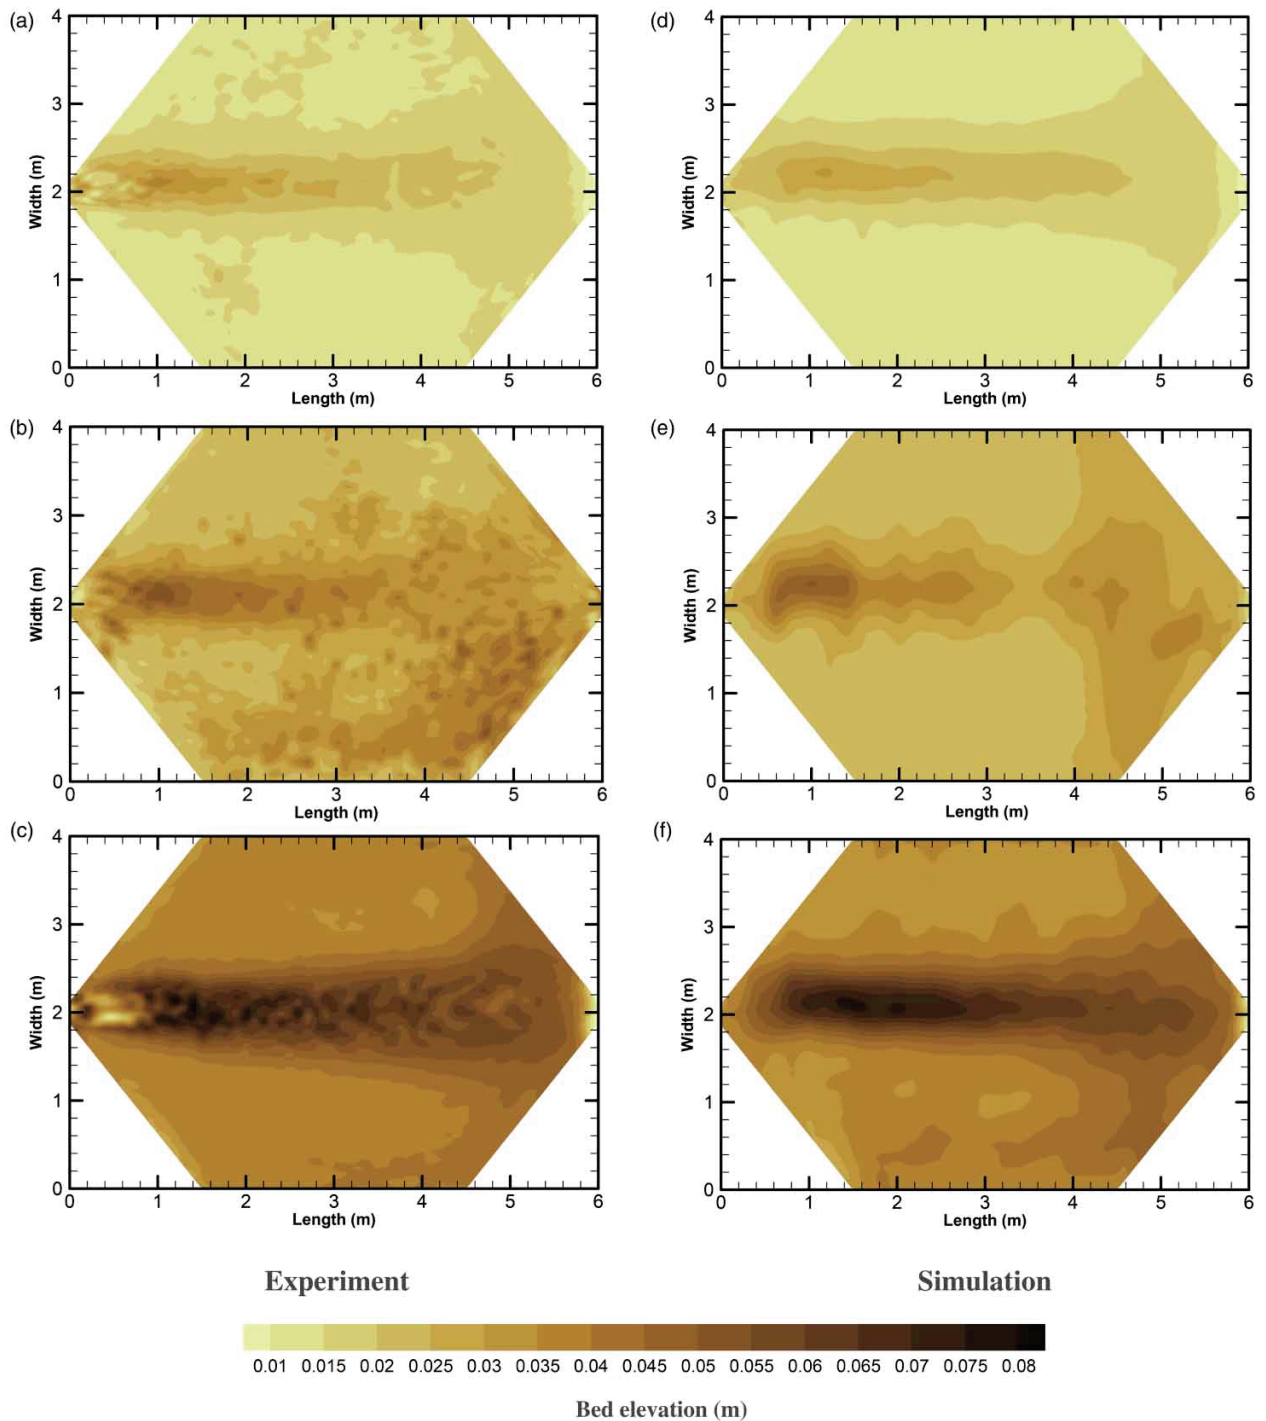 (a)
4
3
2
1
0
Width (m)
0 1 2 3 4 5 6
Length (m)
(d)
4
3
2
1
0
Width (m)
0 1 2 3 4 5 6
Length (m)
(b)
4
3
2
1
0
Width (m)
0 1 2 3 4 5 6
Length (m)
(e)
4
3
2
1
0
Width (m)
0 1 2 3 4 5 6
Length (m)
(c)
4
3
2
1
0
Width (m)
0 1 2 3 4 5 6
Length (m)
(f)
4
3
2
1
0
Width (m)
0 1 2 3 4 5 6
Length (m)
Experiment
Simulation
0.01 0.015 0.02 0.025 0.03 0.035 0.04 0.045 0.05 0.055 0.06 0.065 0.07 0.075 0.08
Bed elevation (m)